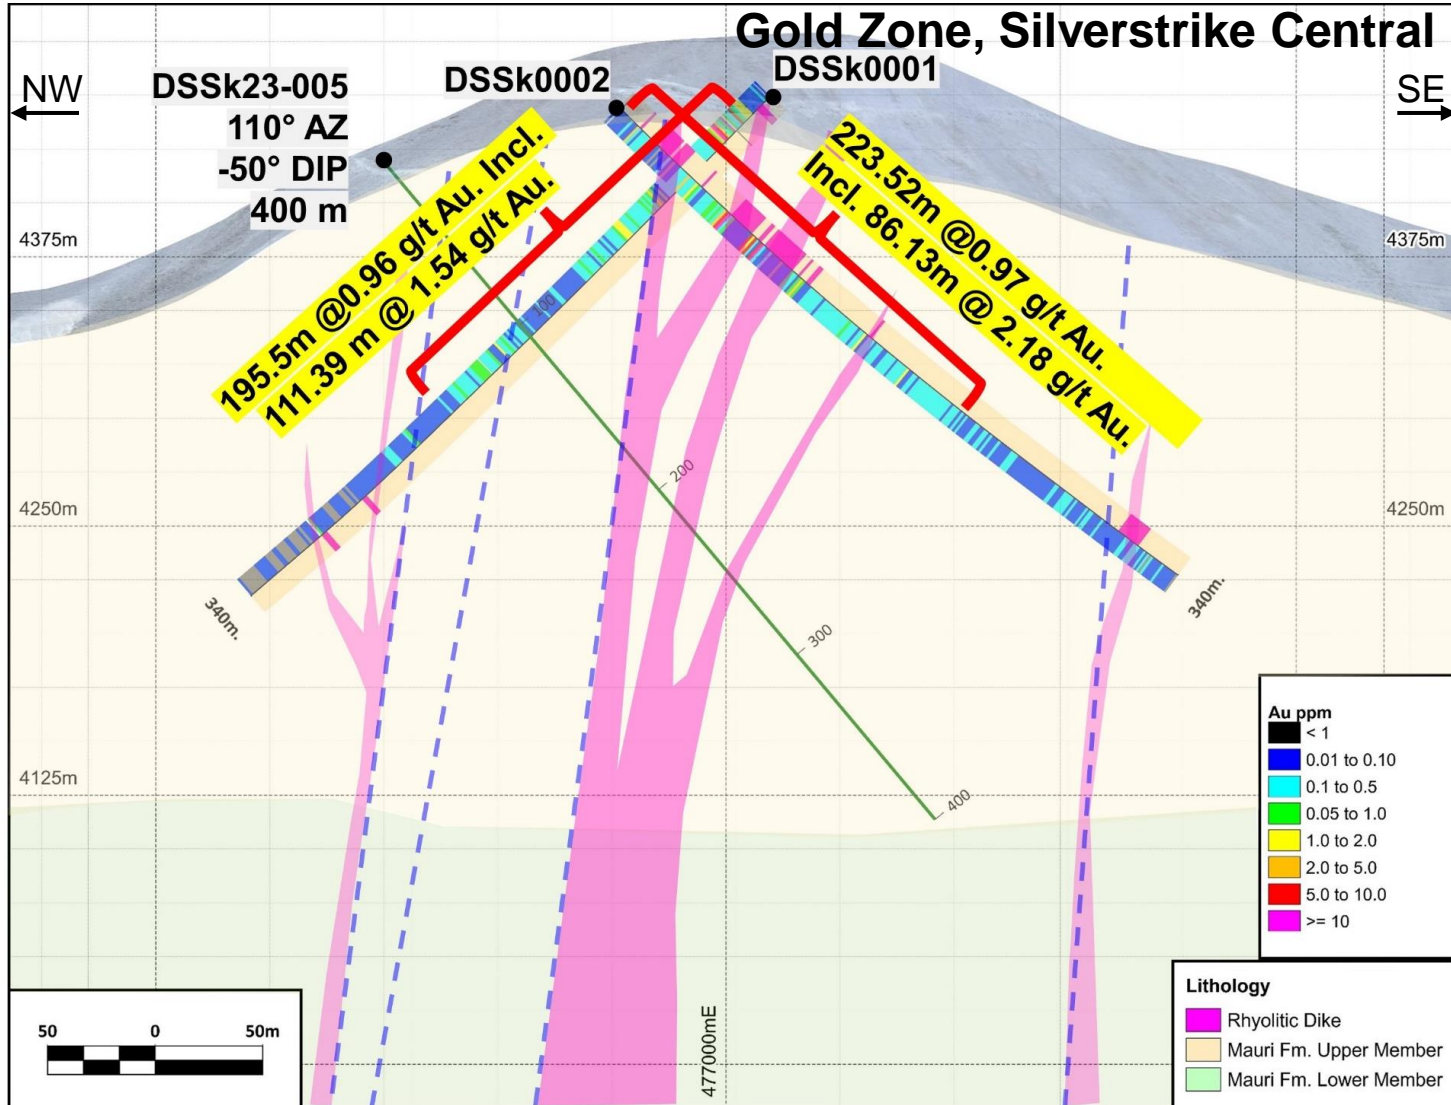 Gold Zone, Silverstrike Central
NW
SE
DSSk23-005
110° AZ
-50° DIP
400 m
DSSk0002
DSSk0001
195.5m @0.96 g/t Au. Incl.
111.39 m @ 1.54 g/t Au.
223.52m @0.97 g/t Au.
Incl. 86.13m @ 2.18 g/t Au.
4375m
4375m
100
200
300
400
4250m
4250m
340m.
340m.
4125m
477000mE
50
0
50m
Au ppm
< 1
0.01 to 0.10
0.1 to 0.5
0.05 to 1.0
1.0 to 2.0
2.0 to 5.0
5.0 to 10.0
>= 10
Lithology
Rhyolitic Dike
Mauri Fm. Upper Member
Mauri Fm. Lower Member